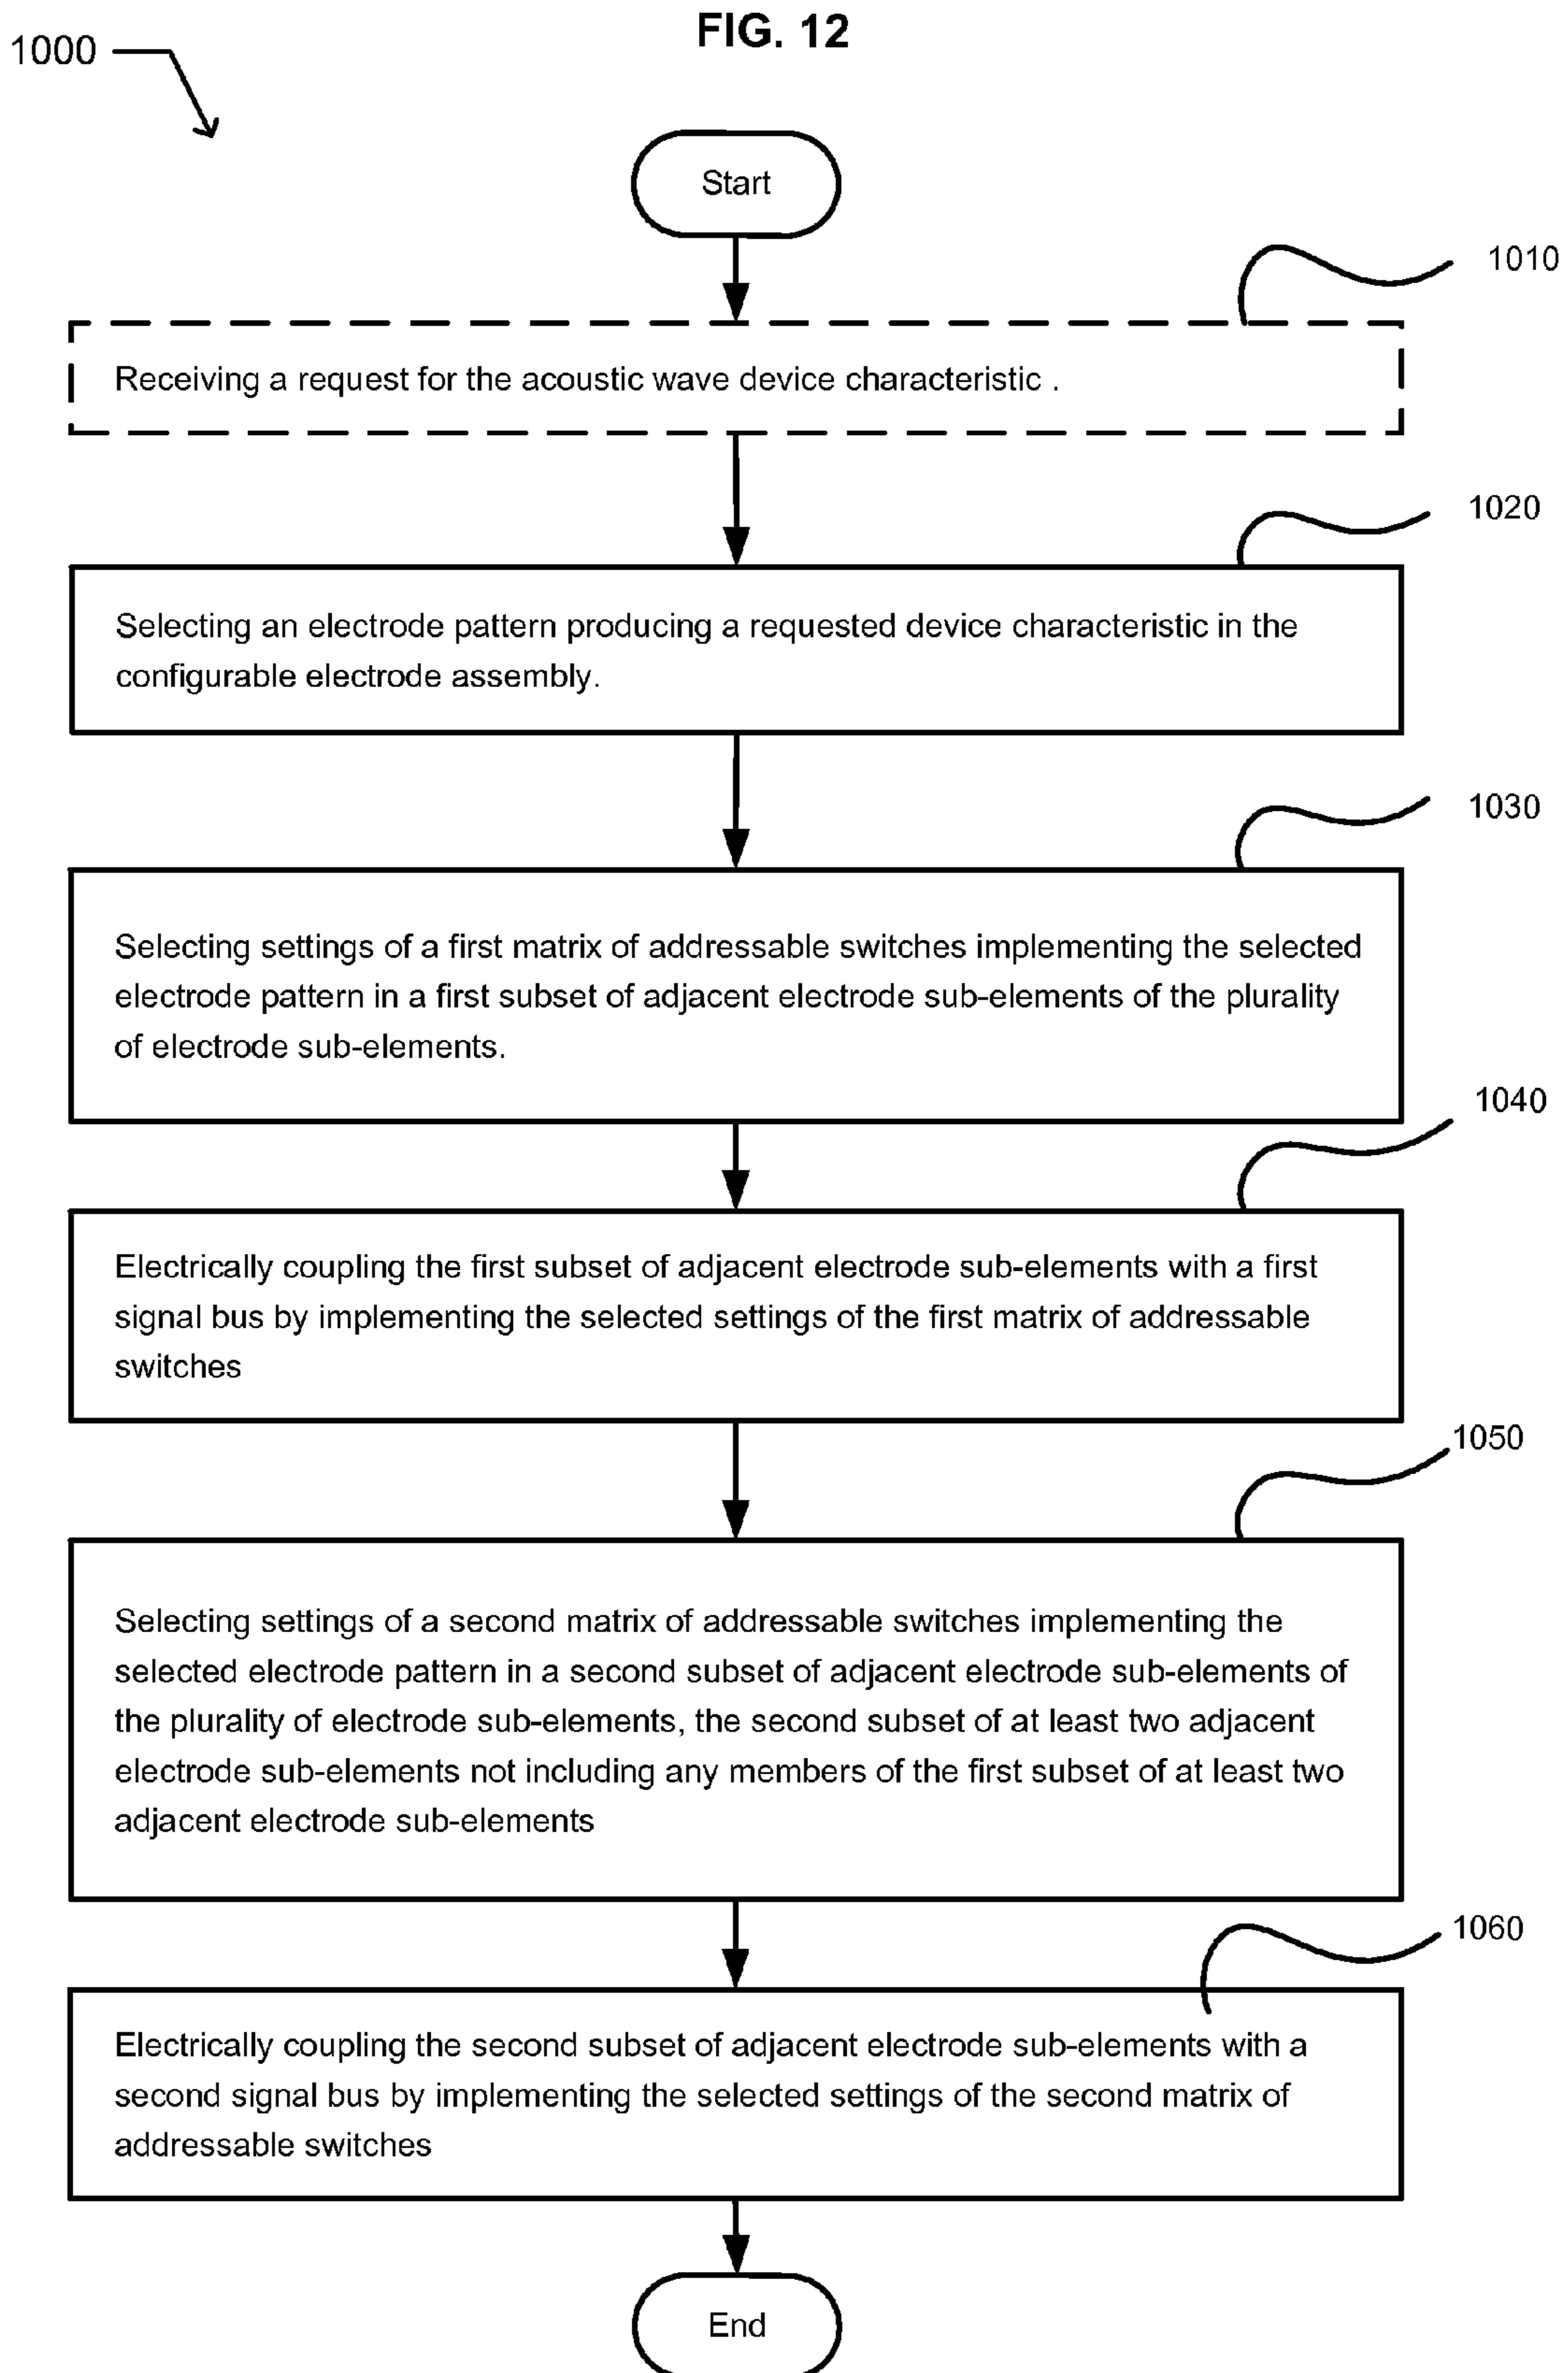 FIG. 12
1000
Start
1010
Receiving a request for the acoustic wave device characteristic .
1020
Selecting an electrode pattern producing a requested device characteristic in the
configurable electrode assembly.
1030
Selecting settings of a first matrix of addressable switches implementing the selected
electrode pattern in a first subset of adjacent electrode sub-elements of the plurality
of electrode sub-elements.
1040
Electrically coupling the first subset of adjacent electrode sub-elements with a first
signal bus by implementing the selected settings of the first matrix of addressable
switches
1050
Selecting settings of a second matrix of addressable switches implementing the
selected electrode pattern in a second subset of adjacent electrode sub-elements of
the plurality of electrode sub-elements, the second subset of at least two adjacent
electrode sub-elements not including any members of the first subset of at least two
adjacent electrode sub-elements
1060
Electrically coupling the second subset of adjacent electrode sub-elements with a
second signal bus by implementing the selected settings of the second matrix of
addressable switches
End